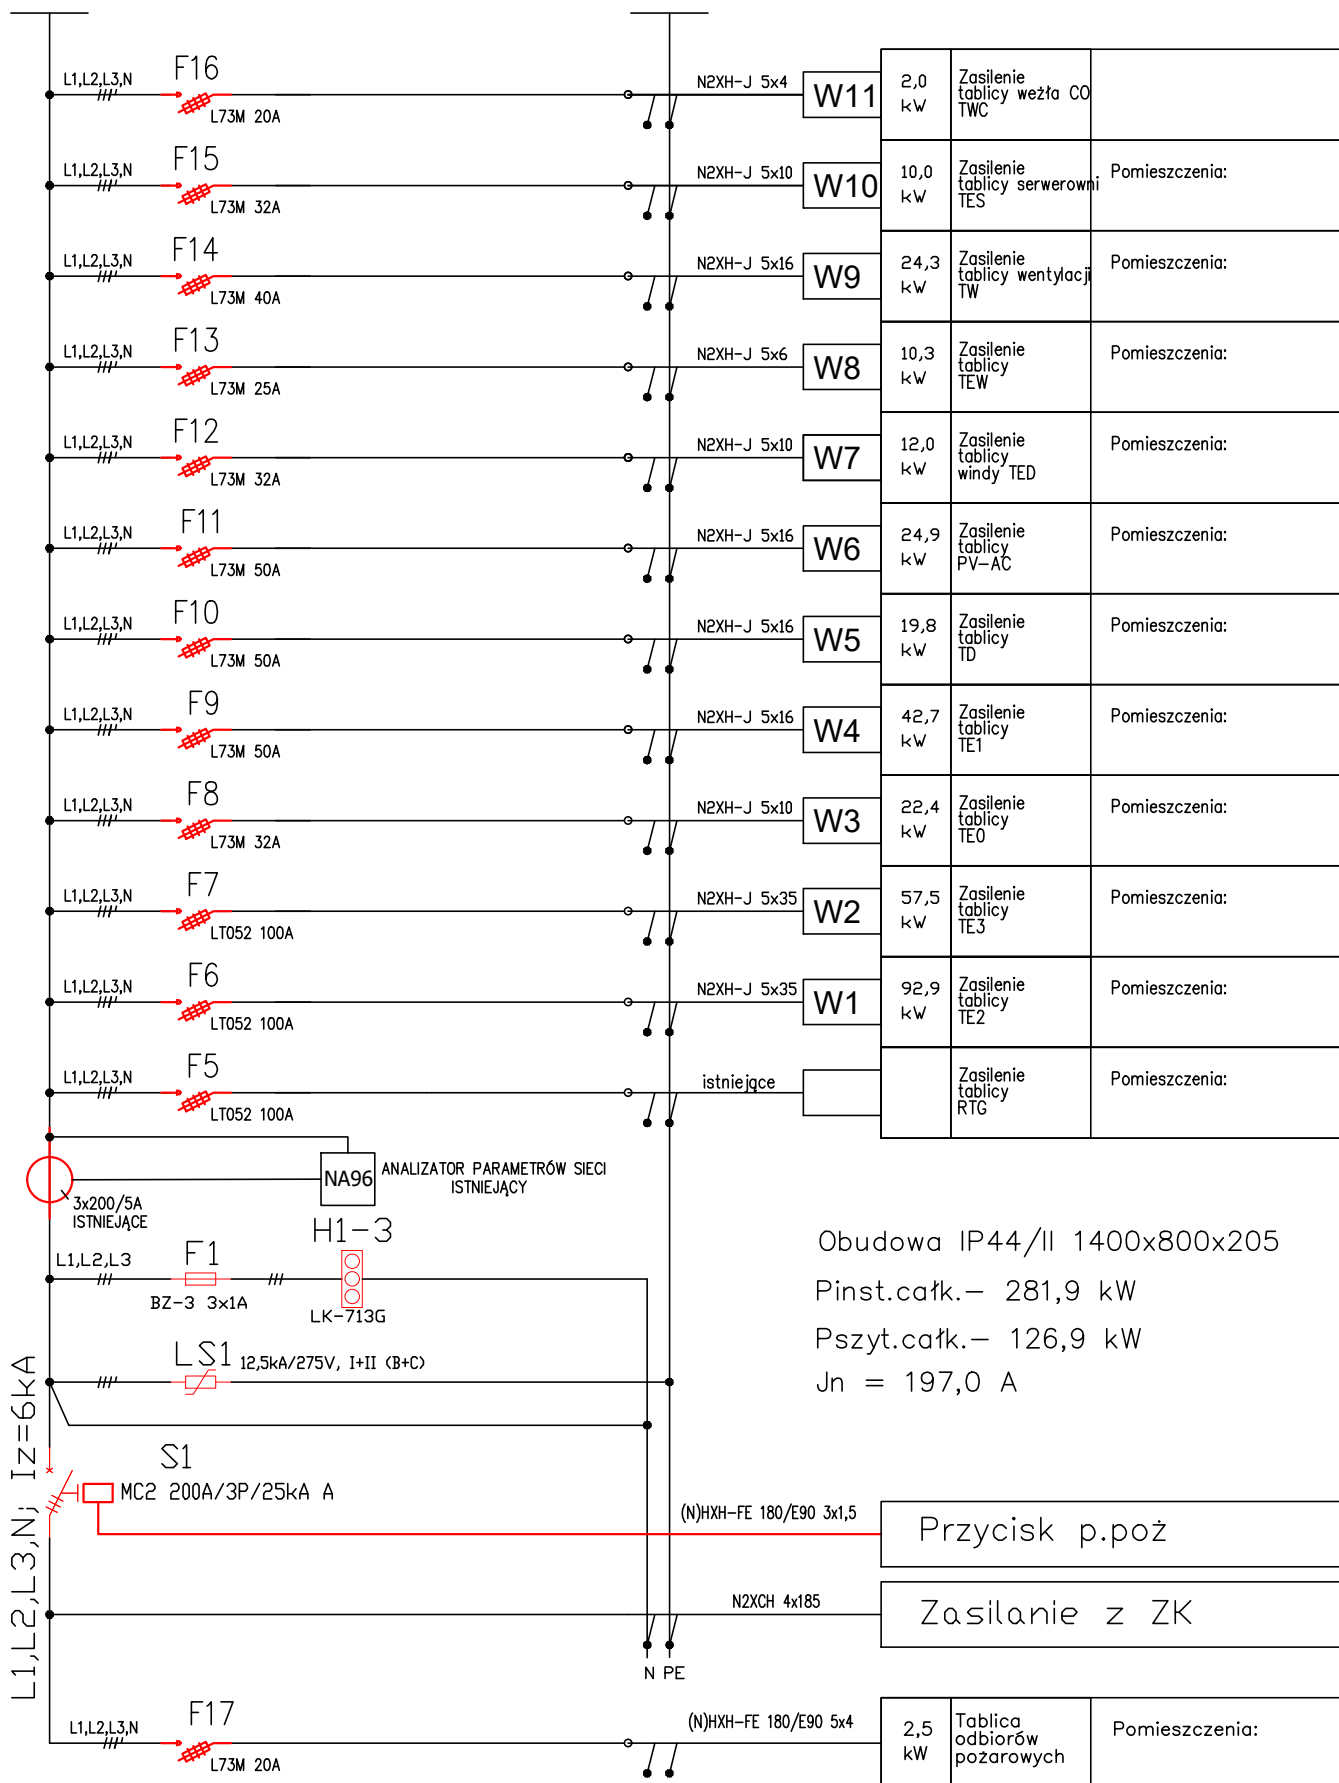 F16
L1,L2,L3,N
L73M 20A
N2XH-J 5x4
W11
2,0
kW
Zasilenie
tablicy węzła CO
TWC
F15
L1,L2,L3,N
L73M 32A
N2XH-J 5x10
W10
10,0
kW
Zasilenie
tablicy serwerowni
TES
Pomieszczenia:
F14
L1,L2,L3,N
L73M 40A
N2XH-J 5x16
W9
24,3
kW
Zasilenie
tablicy wentylacji
TW
Pomieszczenia:
F13
L1,L2,L3,N
L73M 25A
N2XH-J 5x6
W8
10,3
kW
Zasilenie
tablicy
TEW
Pomieszczenia:
F12
L1,L2,L3,N
L73M 32A
N2XH-J 5x10
W7
12,0
kW
Zasilenie
tablicy
windy TED
Pomieszczenia:
F11
L1,L2,L3,N
L73M 50A
N2XH-J 5x16
W6
24,9
kW
Zasilenie
tablicy
PV-AC
Pomieszczenia:
F10
L1,L2,L3,N
L73M 50A
N2XH-J 5x16
W5
19,8
kW
Zasilenie
tablicy
TD
Pomieszczenia:
F9
L1,L2,L3,N
L73M 50A
N2XH-J 5x16
W4
42,7
kW
Zasilenie
tablicy
TE1
Pomieszczenia:
F8
L1,L2,L3,N
L73M 32A
N2XH-J 5x10
W3
22,4
kW
Zasilenie
tablicy
TE0
Pomieszczenia:
F7
L1,L2,L3,N
LT052 100A
N2XH-J 5x35
W2
57,5
kW
Zasilenie
tablicy
TE3
Pomieszczenia:
F6
L1,L2,L3,N
LT052 100A
N2XH-J 5x35
W1
92,9
kW
Zasilenie
tablicy
TE2
Pomieszczenia:
F5
L1,L2,L3,N
LT052 100A
istniejące
Zasilenie
tablicy
RTG
Pomieszczenia:
NA96
ANALIZATOR PARAMETRÓW SIECI
ISTNIEJĄCY
3x200/5A
ISTNIEJĄCE
H1-3
L1,L2,L3
F1
BZ-3 3x1A
LK-713G
Obudowa IP44/II 1400x800x205
Pinst.całk.- 281,9 kW
Pszyt.całk.- 126,9 kW
Jn = 197,0 A
LS1
12,5kA/275V, I+II (B+C)
L1,L2,L3,N; Iz=6kA
S1
MC2 200A/3P/25kA A
(N)HXH-FE 180/E90 3x1,5
Przycisk p.poż
N2XCH 4x185
Zasilanie z ZK
N PE
F17
L1,L2,L3,N
L73M 20A
(N)HXH-FE 180/E90 5x4
2,5
kW
Tablica
odbiorów
pożarowych
Pomieszczenia: